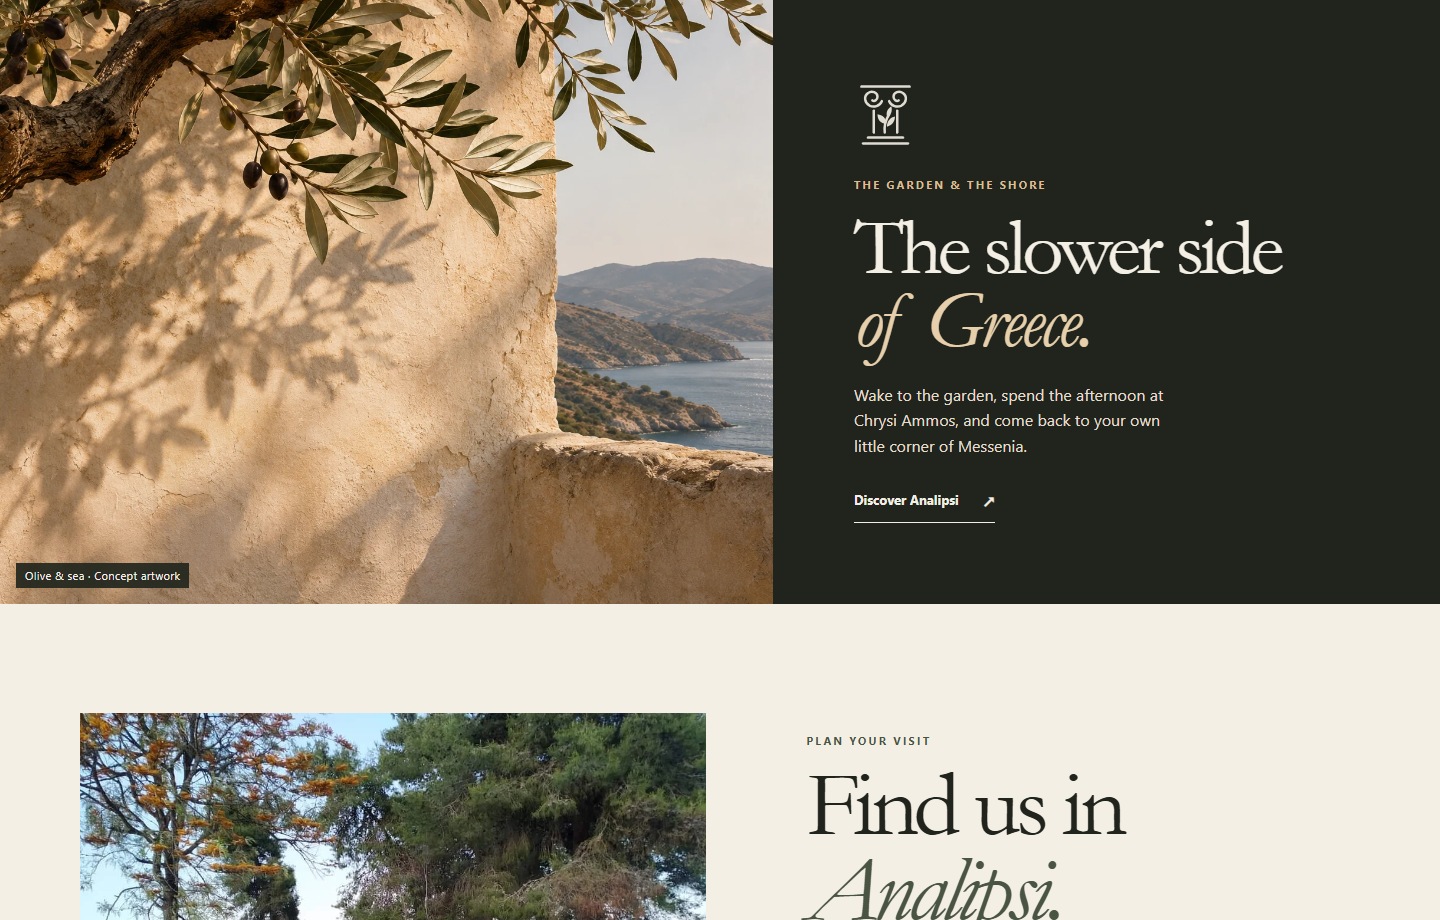 THE GARDEN & THE SHORE
The slower side
of Greece.
Wake to the garden, spend the afternoon at
Chrysi Ammos, and come back to your own
little corner of Messenia.
Discover Analipsi ↗
Olive & sea · Concept artwork
PLAN YOUR VISIT
Find us in
Analipsi.